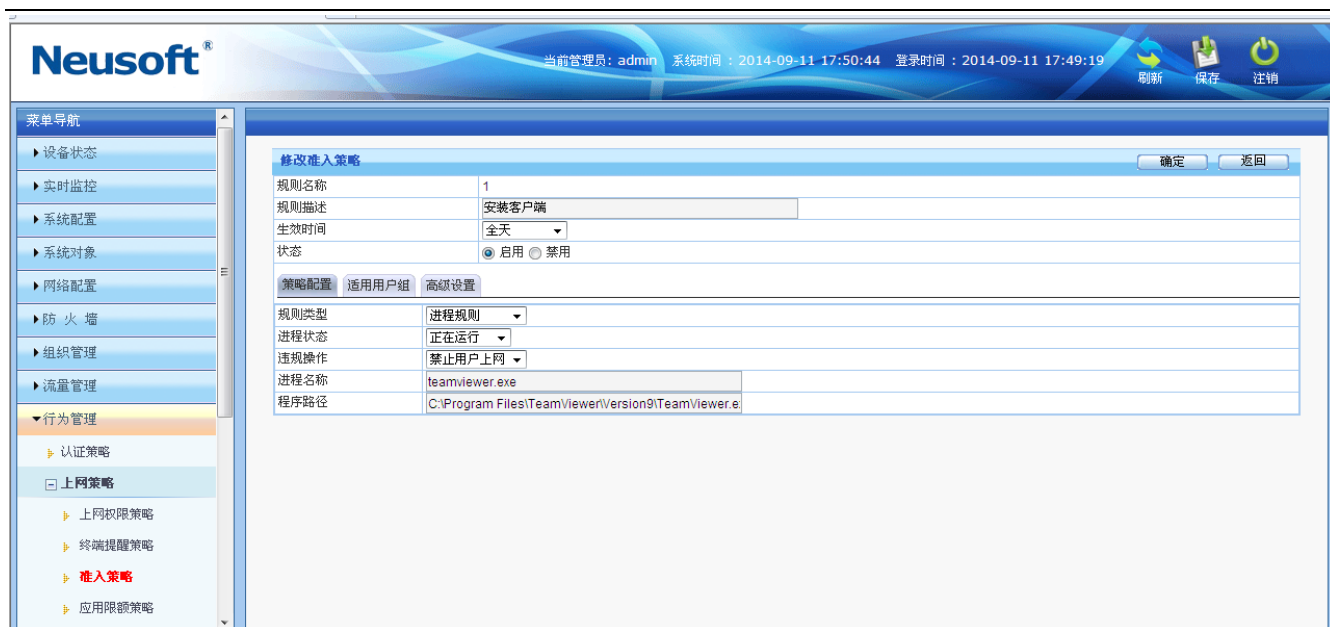 Neusoft®
当前管理员: admin 系统时间：2014-09-11 17:50:44 登录时间：2014-09-11 17:49:19
刷新 保存 注销
菜单导航
设备状态
实时监控
系统配置
系统对象
网络配置
防 火 墙
组织管理
流量管理
行为管理
认证策略
上网策略
上网权限策略
终端提醒策略
准入策略
应用限额策略
修改准入策略 确定 返回
规则名称 1
规则描述 安装客户端
生效时间 全天
状态 启用 禁用
策略配置 适用用户组 高级设置
规则类型 进程规则
进程状态 正在运行
违规操作 禁止用户上网
进程名称 teamviewer.exe
程序路径 C:\Program Files\TeamViewer\Version9\TeamViewer.e